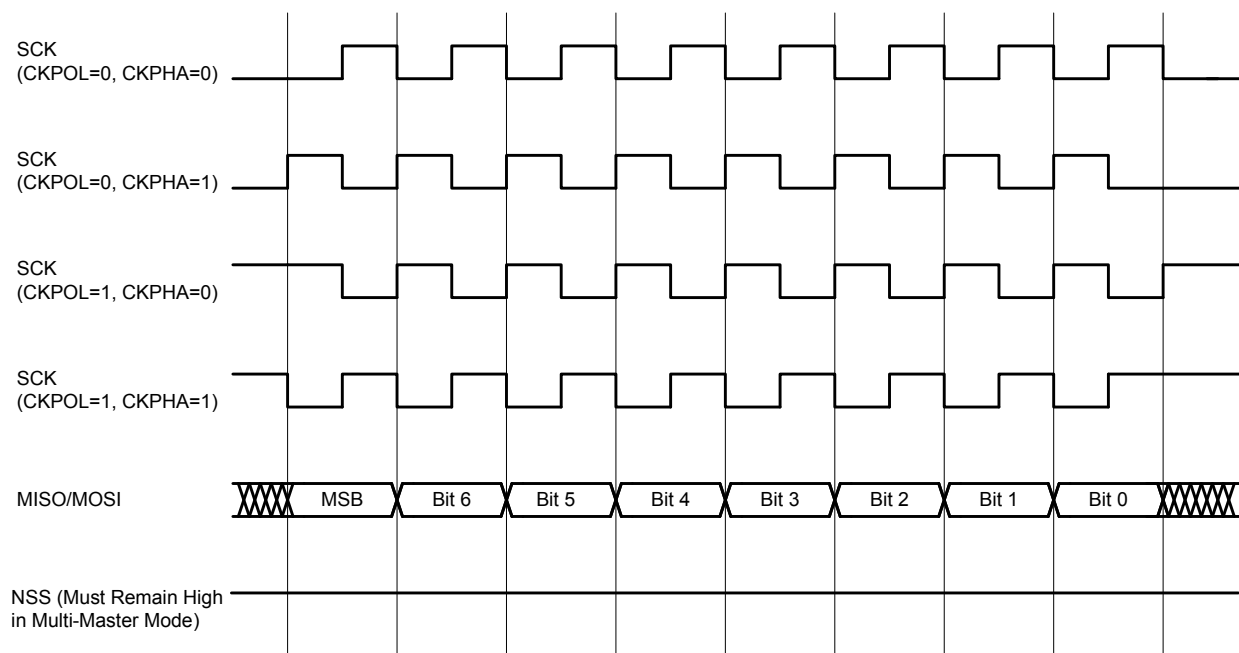 SCK
(CKPOL=0, CKPHA=0)
SCK
(CKPOL=0, CKPHA=1)
SCK
(CKPOL=1, CKPHA=0)
SCK
(CKPOL=1, CKPHA=1)
MISO/MOSI MSB Bit 6 Bit 5 Bit 4 Bit 3 Bit 2 Bit 1 Bit 0
NSS (Must Remain High
in Multi-Master Mode)